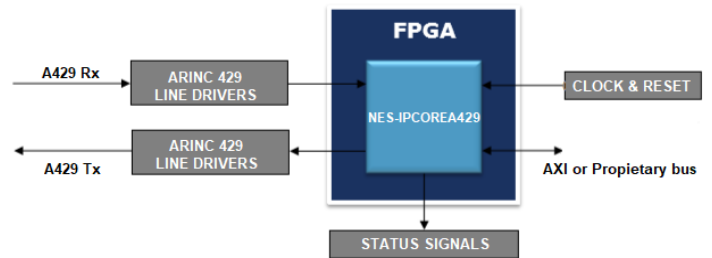 FPGA
A429 Rx
ARINC 429
LINE DRIVERS
CLOCK & RESET
NES-IPCOREA429
ARINC 429
LINE DRIVERS
A429 Tx
AXI or Propietary bus
STATUS SIGNALS